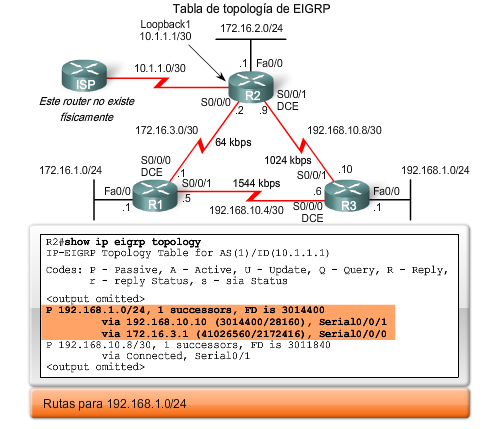 Tabla de topología de EIGRP
Loopback1
10.1.1.1/30
172.16.2.0/24
10.1.1.0/30
.1
Fa0/0
ISP
R2
S0/0/1
DCE
Este router no existe
físicamente
S0/0/0
.2
.9
172.16.3.0/30
64 kbps
192.168.10.8/30
1024 kbps
172.16.1.0/24
S0/0/0
DCE
.1
S0/0/1
.10
192.168.1.0/24
Fa0/0
S0/0/1
.5
1544 kbps
.6
Fa0/0
.1
R1
192.168.10.4/30
S0/0/0
DCE
R3
.1
R2#show ip eigrp topology
IP-EIGRP Topology Table for AS(1)/ID(10.1.1.1)
Codes: P - Passive, A - Active, U - Update, Q - Query, R - Reply,
r - reply Status, s - sia Status
<output omitted>
P 192.168.1.0/24, 1 successors, FD is 3014400
via 192.168.10.10 (3014400/28160), Serial0/0/1
via 172.16.3.1 (41026560/2172416), Serial0/0/0
P 192.168.10.8/30, 1 successors, FD is 3011840
via Connected, Serial0/1
<output omitted>
Rutas para 192.168.1.0/24